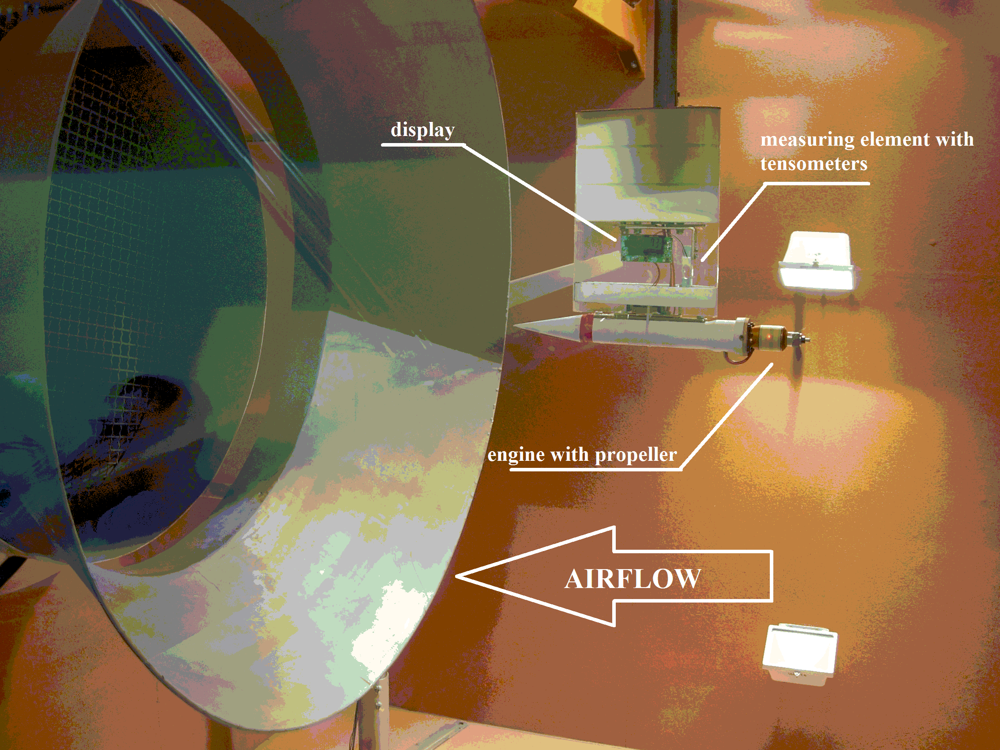 display
measuring element with
tensometers
engine with propeller
AIRFLOW